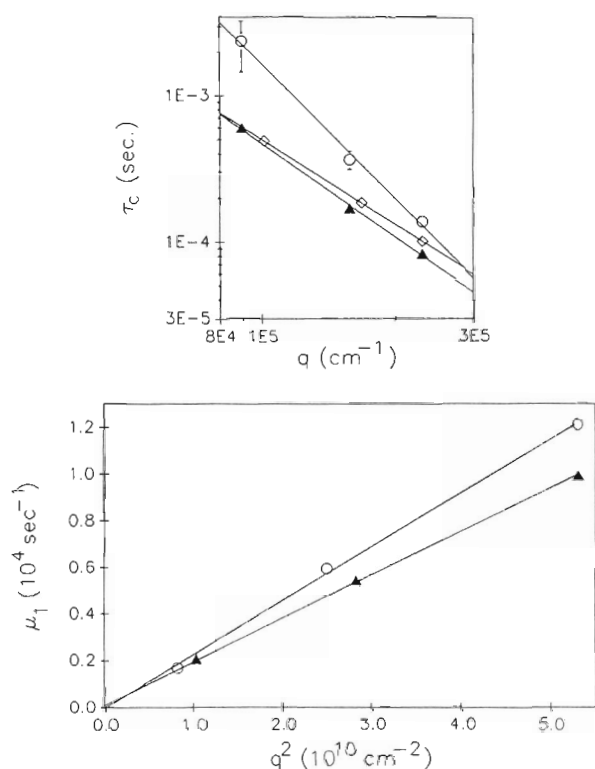 1E-3
τc (sec.)
1E-4
3E-5
8E4 1E5 3E5
q (cm⁻¹)
1.2
1.0
0.8
0.6
0.4
0.2
0.0
μ₁ (10⁴ sec⁻¹)
0.0 1.0 2.0 3.0 4.0 5.0
q² (10¹⁰ cm⁻²)